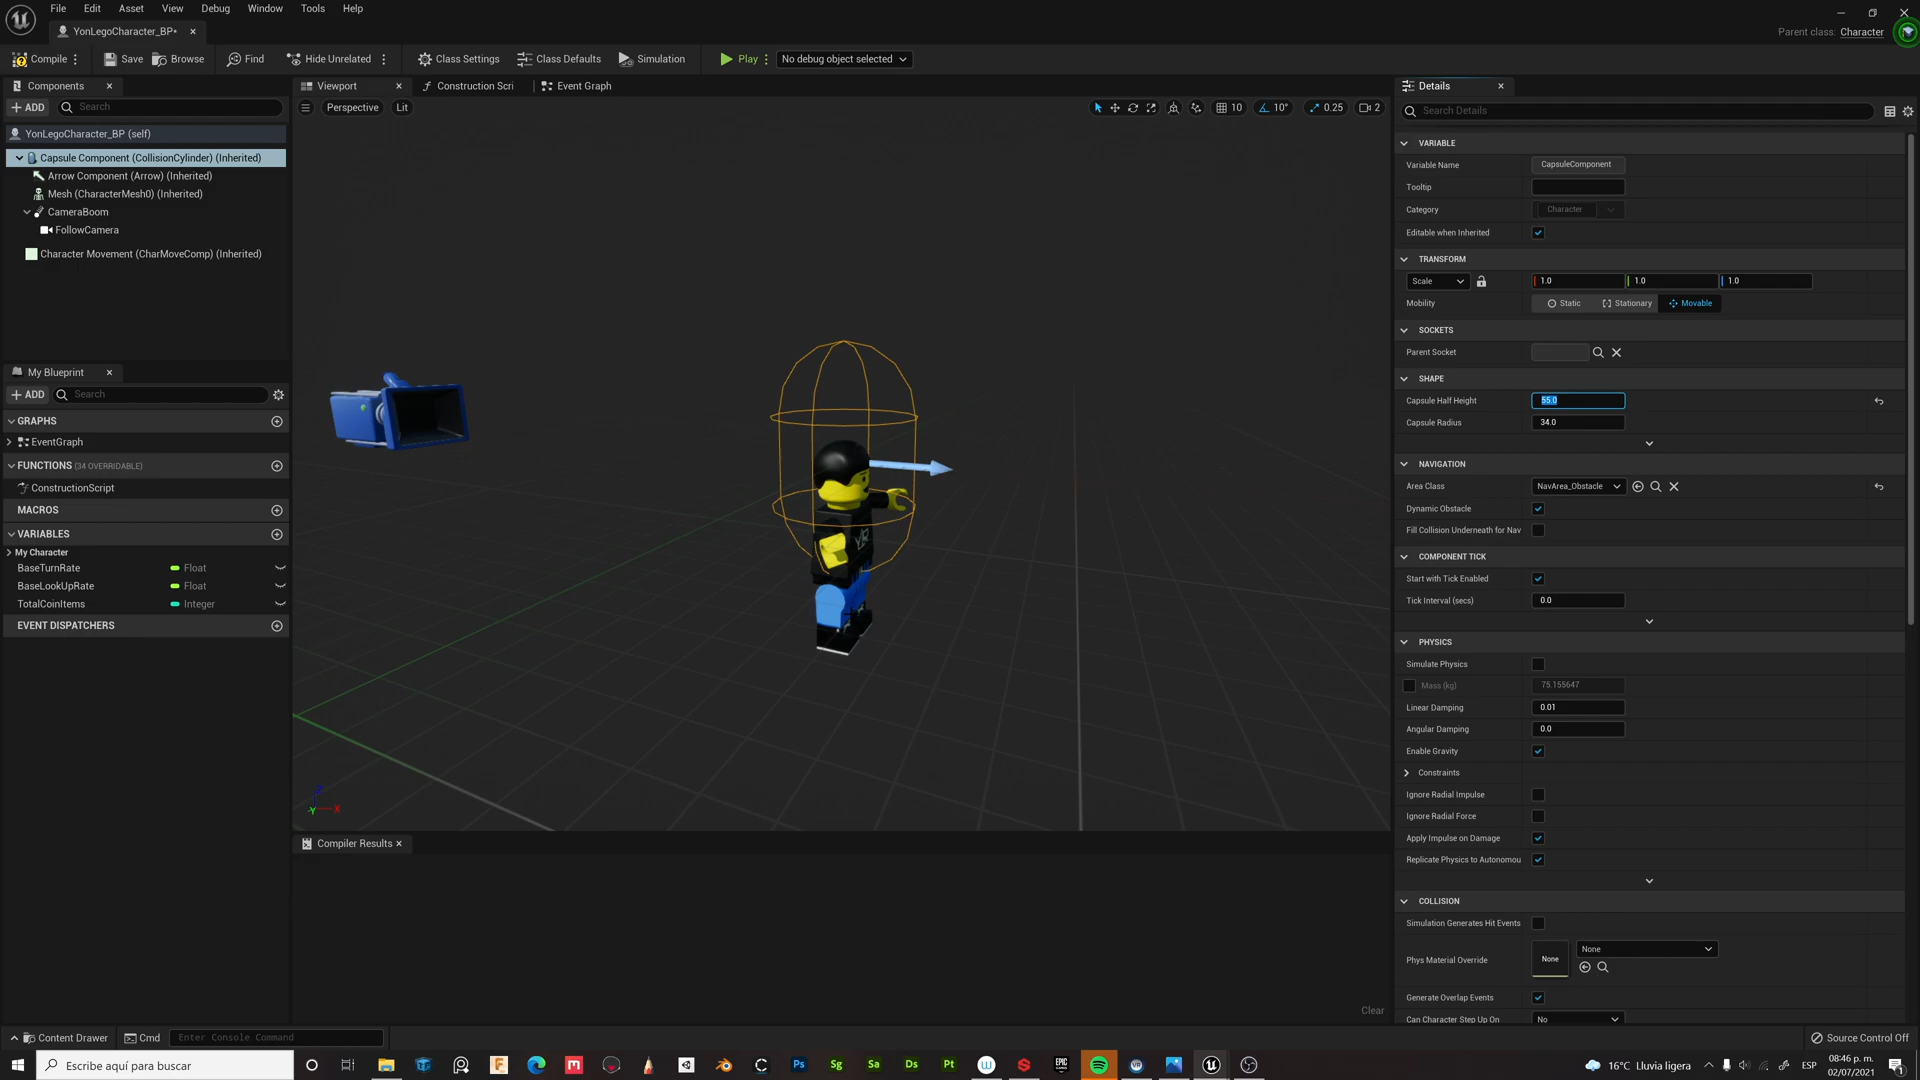 File Edit Asset View Debug Window Tools Help
YonLegoCharacter_BP*
Parent class: Character
Compile Save Browse Find Hide Unrelated Class Settings Class Defaults Simulation Play No debug object selected
Components
ADD Search
YonLegoCharacter_BP (self)
Capsule Component (CollisionCylinder) (Inherited)
Arrow Component (Arrow) (Inherited)
Mesh (CharacterMesh0) (Inherited)
CameraBoom
FollowCamera
Character Movement (CharMoveComp) (Inherited)
My Blueprint
ADD Search
GRAPHS
EventGraph
FUNCTIONS (34 OVERRIDABLE)
ConstructionScript
MACROS
VARIABLES
My Character
BaseTurnRate Float
BaseLookUpRate Float
TotalCoinItems Integer
EVENT DISPATCHERS
Viewport Construction Scri Event Graph
Perspective Lit 10 10° 0.25 2
YR
Z
Y X
Compiler Results
Clear
Details
Search Details
VARIABLE
Variable Name CapsuleComponent
Tooltip
Category Character
Editable when Inherited
TRANSFORM
Scale 1.0 1.0 1.0
Mobility Static Stationary Movable
SOCKETS
Parent Socket
SHAPE
Capsule Half Height 55.0
Capsule Radius 34.0
NAVIGATION
Area Class NavArea_Obstacle
Dynamic Obstacle
Fill Collision Underneath for Nav
COMPONENT TICK
Start with Tick Enabled
Tick Interval (secs) 0.0
PHYSICS
Simulate Physics
Mass (kg) 75.155647
Linear Damping 0.01
Angular Damping 0.0
Enable Gravity
Constraints
Ignore Radial Impulse
Ignore Radial Force
Apply Impulse on Damage
Replicate Physics to Autonomou
COLLISION
Simulation Generates Hit Events
Phys Material Override None None
Generate Overlap Events
Can Character Step Up On No
Content Drawer Cmd Enter Console Command
Source Control Off
Escribe aquí para buscar
Ps Sg Sa Ds Pt
EPIC
16°C Lluvia ligera ESP
08:46 p. m.
02/07/2021